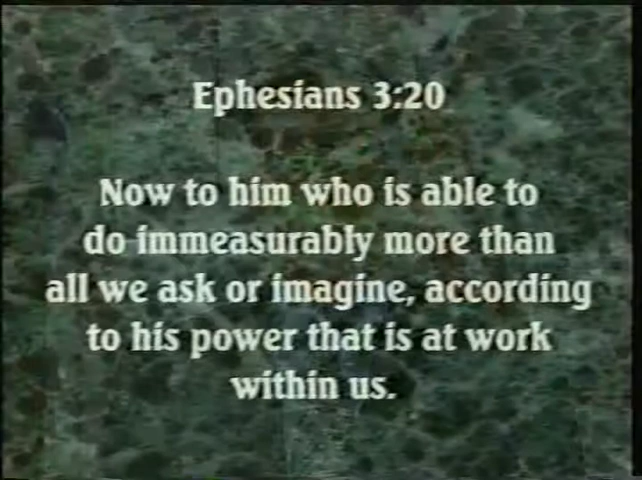 Ephesians 3:20
Now to him who is able to
do immeasurably more than
all we ask or imagine, according
to his power that is at work
within us.